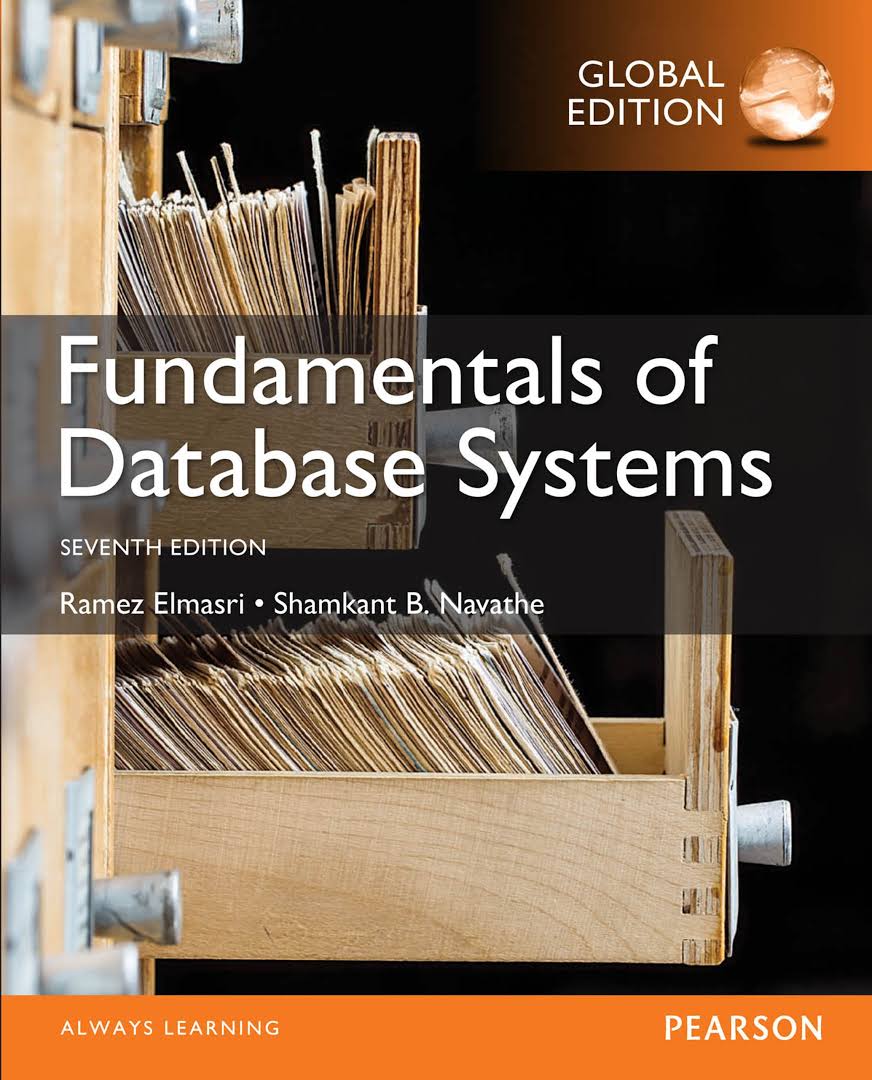 GLOBAL
EDITION
Fundamentals of
Database Systems
SEVENTH EDITION
Ramez Elmasri • Shamkant B. Navathe
ALWAYS LEARNING
PEARSON